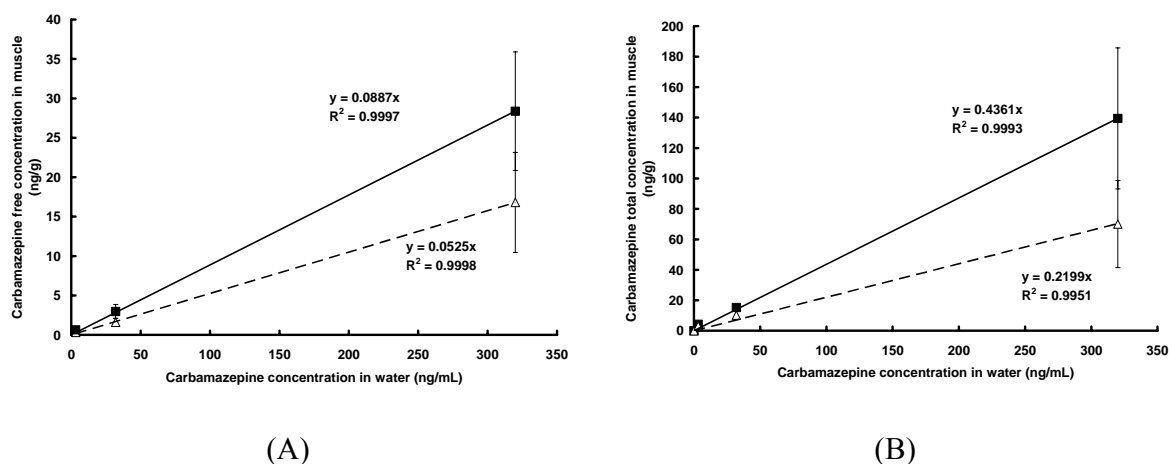 Carbamazepine free concentration in muscle
(ng/g)
40
35
30
25
20
15
10
5
0
y = 0.0887x
R² = 0.9997
y = 0.0525x
R² = 0.9998
0 50 100 150 200 250 300 350
Carbamazepine concentration in water (ng/mL)
(A)
Carbamazepine total concentration in muscle
(ng/g)
200
180
160
140
120
100
80
60
40
20
0
y = 0.4361x
R² = 0.9993
y = 0.2199x
R² = 0.9951
0 50 100 150 200 250 300 350
Carbamazepine concentration in water (ng/mL)
(B)